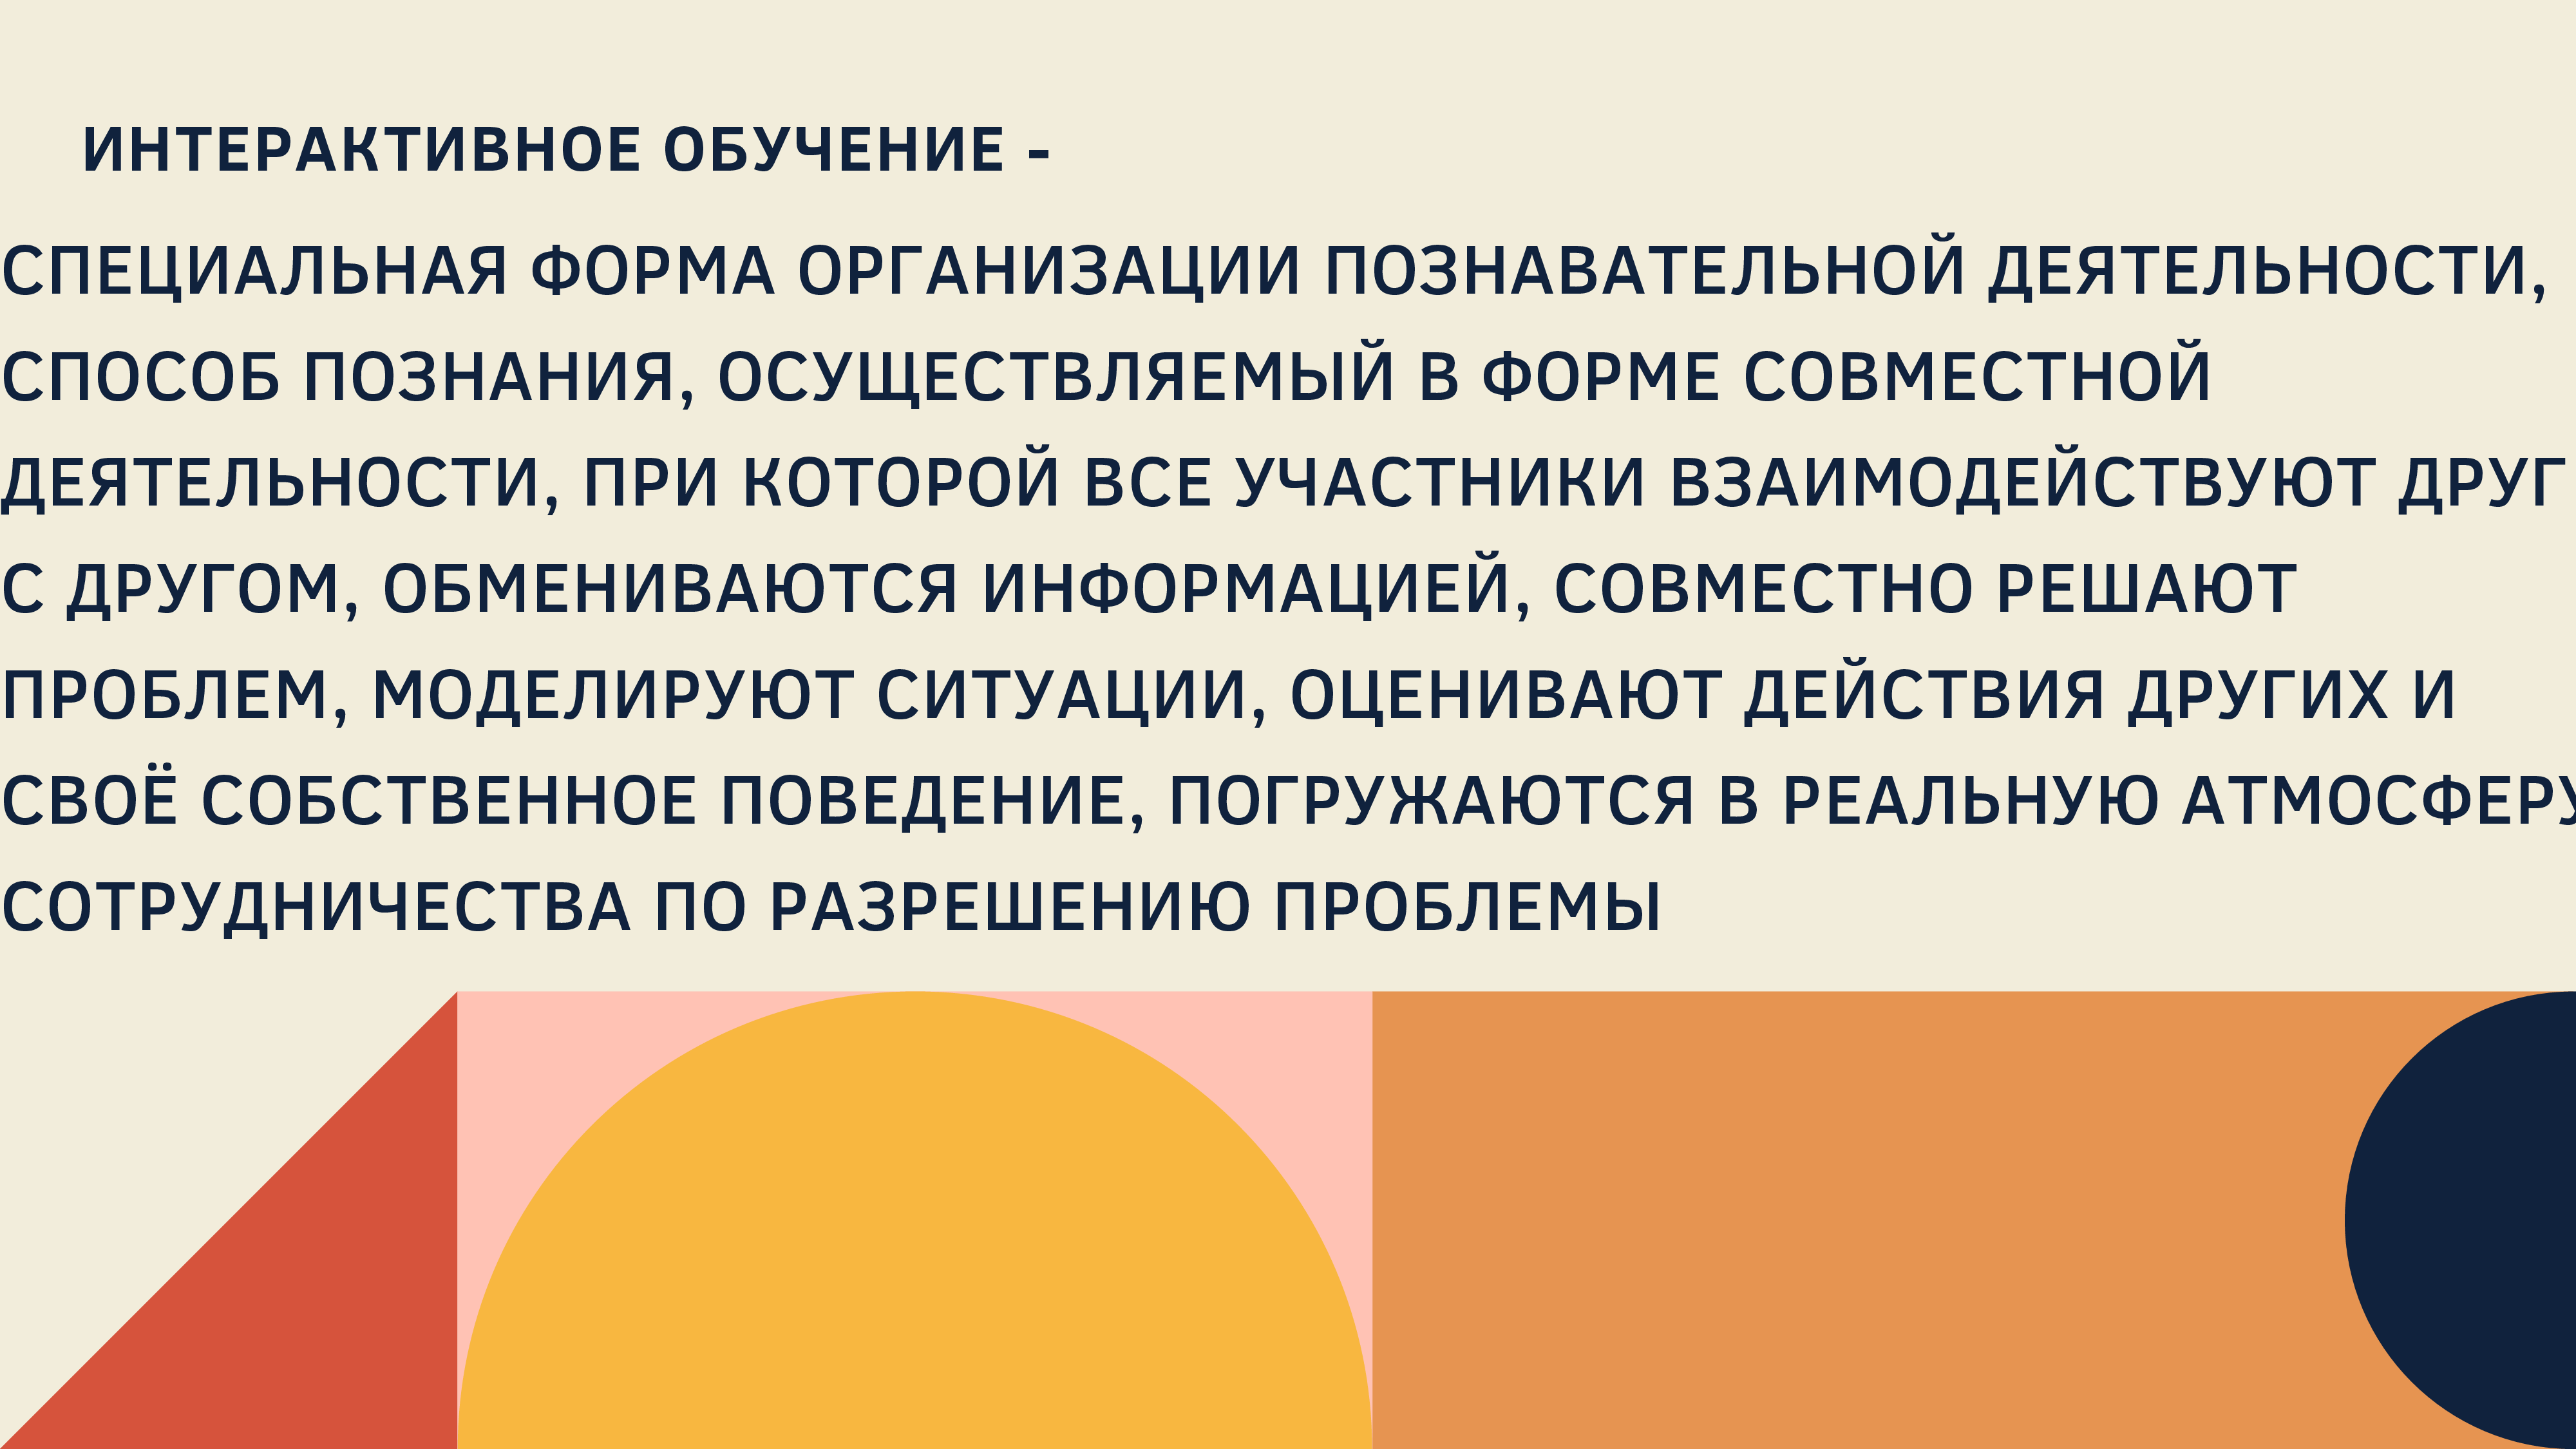 ИНТЕРАКТИВНОЕ ОБУЧЕНИЕ -
СПЕЦИАЛЬНАЯ ФОРМА ОРГАНИЗАЦИИ ПОЗНАВАТЕЛЬНОЙ ДЕЯТЕЛЬНОСТИ,
СПОСОБ ПОЗНАНИЯ, ОСУЩЕСТВЛЯЕМЫЙ В ФОРМЕ СОВМЕСТНОЙ
ДЕЯТЕЛЬНОСТИ, ПРИ КОТОРОЙ ВСЕ УЧАСТНИКИ ВЗАИМОДЕЙСТВУЮТ ДРУГ
С ДРУГОМ, ОБМЕНИВАЮТСЯ ИНФОРМАЦИЕЙ, СОВМЕСТНО РЕШАЮТ
ПРОБЛЕМ, МОДЕЛИРУЮТ СИТУАЦИИ, ОЦЕНИВАЮТ ДЕЙСТВИЯ ДРУГИХ И
СВОЁ СОБСТВЕННОЕ ПОВЕДЕНИЕ, ПОГРУЖАЮТСЯ В РЕАЛЬНУЮ АТМОСФЕРУ
СОТРУДНИЧЕСТВА ПО РАЗРЕШЕНИЮ ПРОБЛЕМЫ